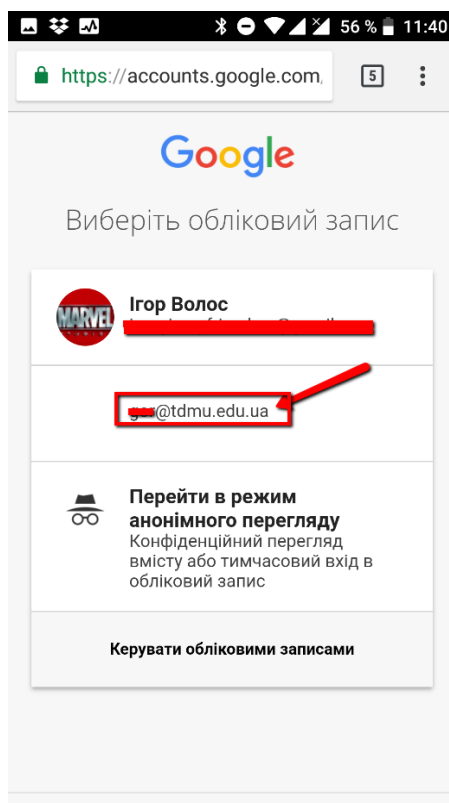 56 % 11:40
https://accounts.google.com, 5
Google
Виберіть обліковий запис
MARVEL
Ігор Волос
@tdmu.edu.ua
Перейти в режим
анонімного перегляду
Конфіденційний перегляд
вмісту або тимчасовий вхід в
обліковий запис
Керувати обліковими записами